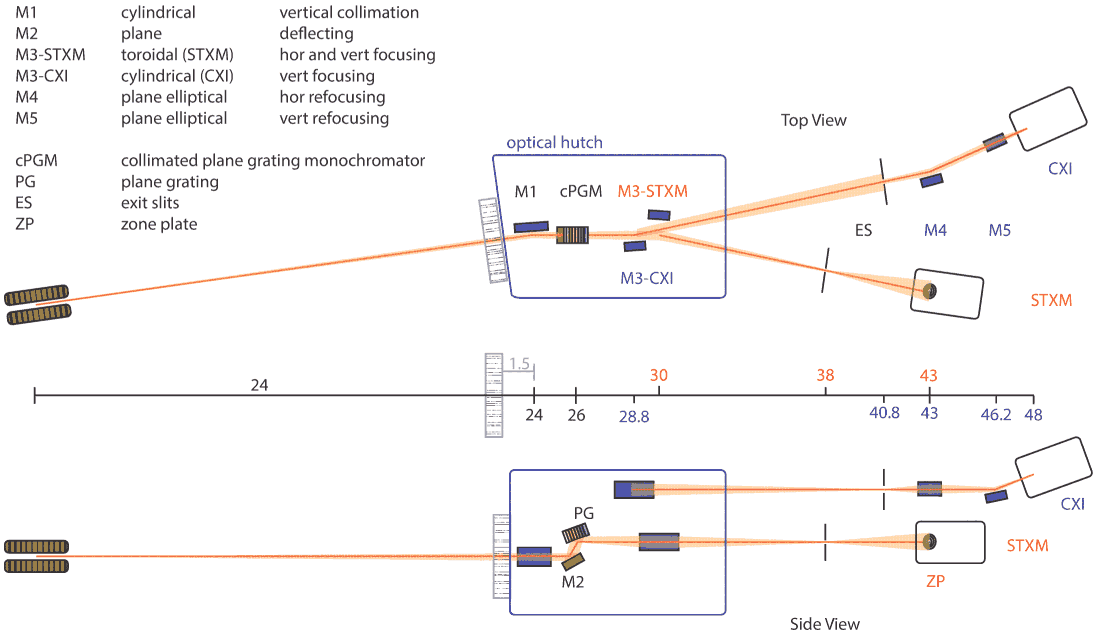 M1 cylindrical vertical collimation
M2 plane deflecting
M3-STXM toroidal (STXM) hor and vert focusing
M3-CXI cylindrical (CXI) vert focusing
M4 plane elliptical hor refocusing
M5 plane elliptical vert refocusing
cPGM collimated plane grating monochromator
PG plane grating
ES exit slits
ZP zone plate
Top View
optical hutch
CXI
M1 cPGM M3-STXM
ES M4 M5
M3-CXI
STXM
1.5
24 30 38 43
24 26 28.8 40.8 43 46.2 48
CXI
PG
STXM
M2 ZP
Side View